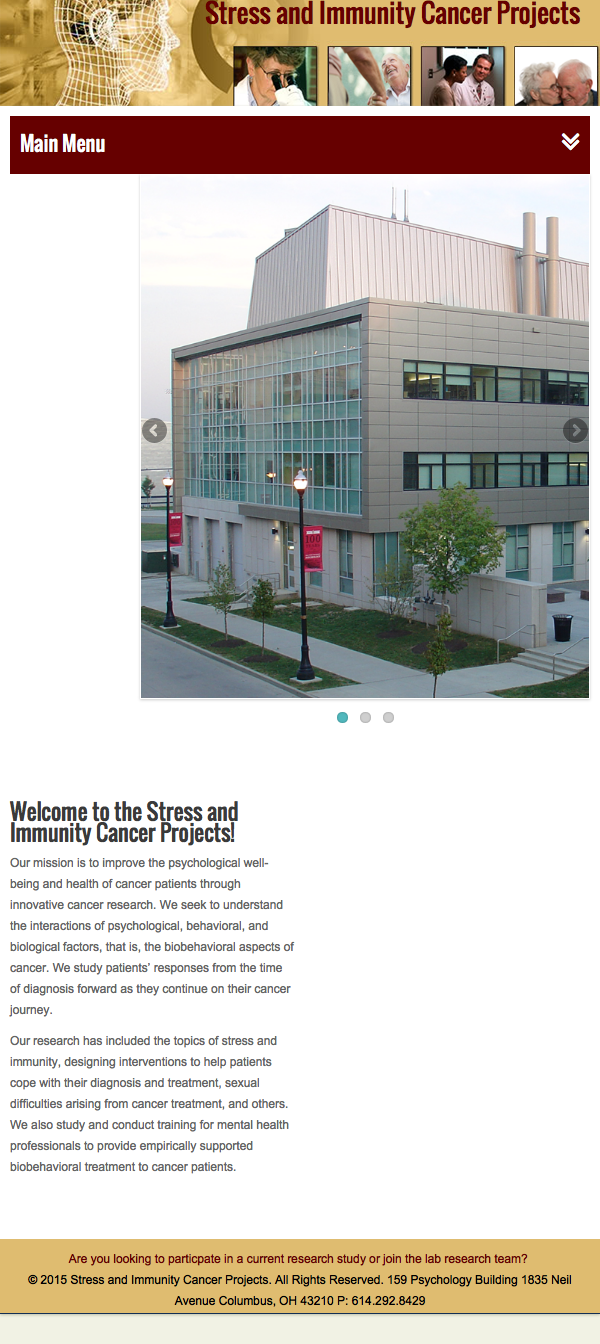 Stress and Immunity Cancer Projects
Main Menu
100
Welcome to the Stress and
Immunity Cancer Projects!
Our mission is to improve the psychological well-
being and health of cancer patients through
innovative cancer research. We seek to understand
the interactions of psychological, behavioral, and
biological factors, that is, the biobehavioral aspects of
cancer. We study patients' responses from the time
of diagnosis forward as they continue on their cancer
journey.
Our research has included the topics of stress and
immunity, designing interventions to help patients
cope with their diagnosis and treatment, sexual
difficulties arising from cancer treatment, and others.
We also study and conduct training for mental health
professionals to provide empirically supported
biobehavioral treatment to cancer patients.
Are you looking to particpate in a current research study or join the lab research team?
© 2015 Stress and Immunity Cancer Projects. All Rights Reserved. 159 Psychology Building 1835 Neil
Avenue Columbus, OH 43210 P: 614.292.8429